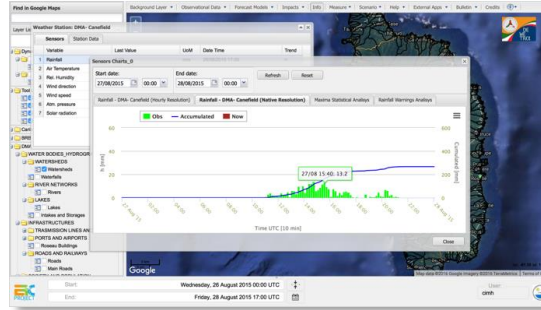 Find in Google Maps
Background Layer
Observational Data
Forecast Models
Impacts
Info
Measure
Scenario
Help
External Apps
Bulletin
Credits
Weather Station: DMA- Canefield
Sensors
Station Data
Variable
Last Value
UoM
Date Time
Trend
1 Rainfall
2 Air Temperature
3 Rel. Humidity
4 Wind direction
5 Wind speed
6 Atm. pressure
7 Solar radiation
Sensors Charts_0
Start date:
End date:
27/08/2015
00:00
28/08/2015
00:00
Refresh
Reset
Rainfall - DMA- Canefield (Hourly Resolution)
Rainfall - DMA- Canefield (Native Resolution)
Maxima Statistical Analisys
Rainfall Warnings Analisys
Obs
Accumulated
Now
60
40
20
0
h [mm]
600
400
200
0
Cumulated [mm]
27/08 15:40: 13.2
Time UTC [10 min]
Close
WATER BODIES_HYDROGR
WATERSHEDS
Watersheds
Waterfalls
RIVER NETWORKS
Rivers
LAKES
Lakes
Intakes and Storages
INFRASTRUCTURES
TRASMISSION LINES AN
PORTS AND AIRPORTS
Roseau Buildings
ROADS AND RAILWAYS
Roads
Main Roads
Google
Start:
Wednesday, 26 August 2015 00:00 UTC
End:
Friday, 28 August 2015 17:00 UTC
User:
cimh